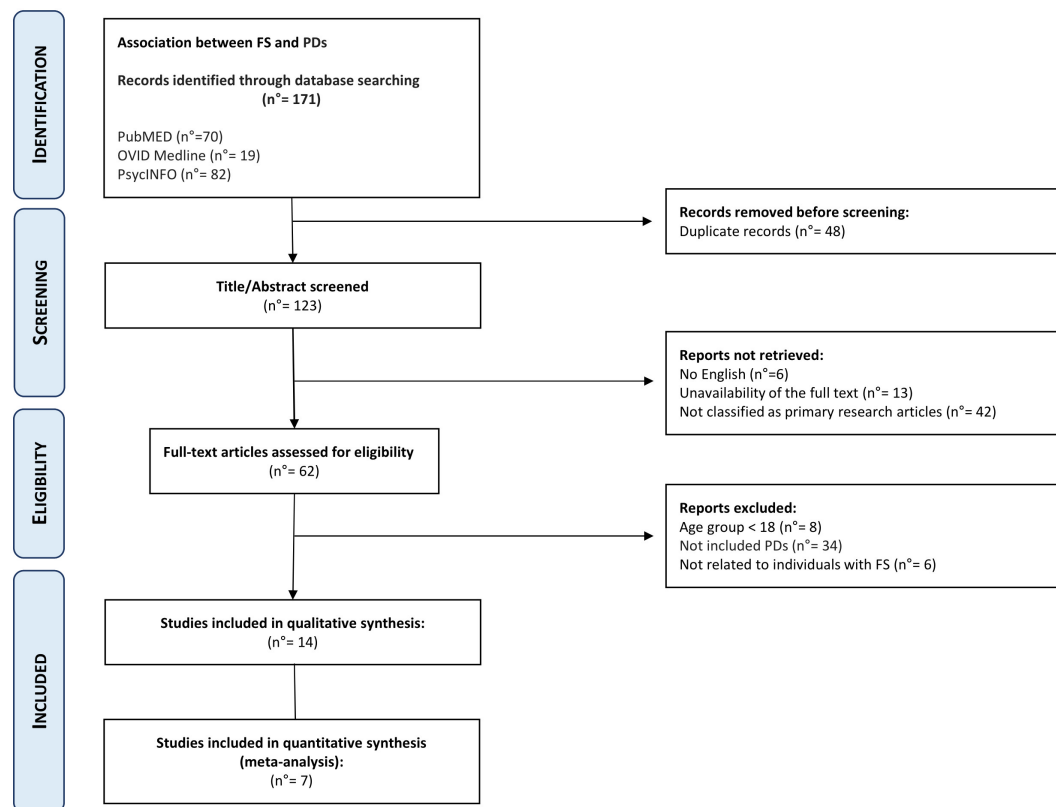 IDENTIFICATION
Association between FS and PDs
Records identified through database searching
(n°= 171)
PubMED (n°=70)
OVID Medline (n°= 19)
PsycINFO (n°= 82)
SCREENING
Records removed before screening:
Duplicate records (n°= 48)
Title/Abstract screened
(n°= 123)
Reports not retrieved:
No English (n°=6)
Unavailability of the full text (n°= 13)
Not classified as primary research articles (n°= 42)
ELIGIBILITY
Full-text articles assessed for eligibility
(n°= 62)
Reports excluded:
Age group < 18 (n°= 8)
Not included PDs (n°= 34)
Not related to individuals with FS (n°= 6)
INCLUDED
Studies included in qualitative synthesis:
(n°= 14)
Studies included in quantitative synthesis
(meta-analysis):
(n°= 7)